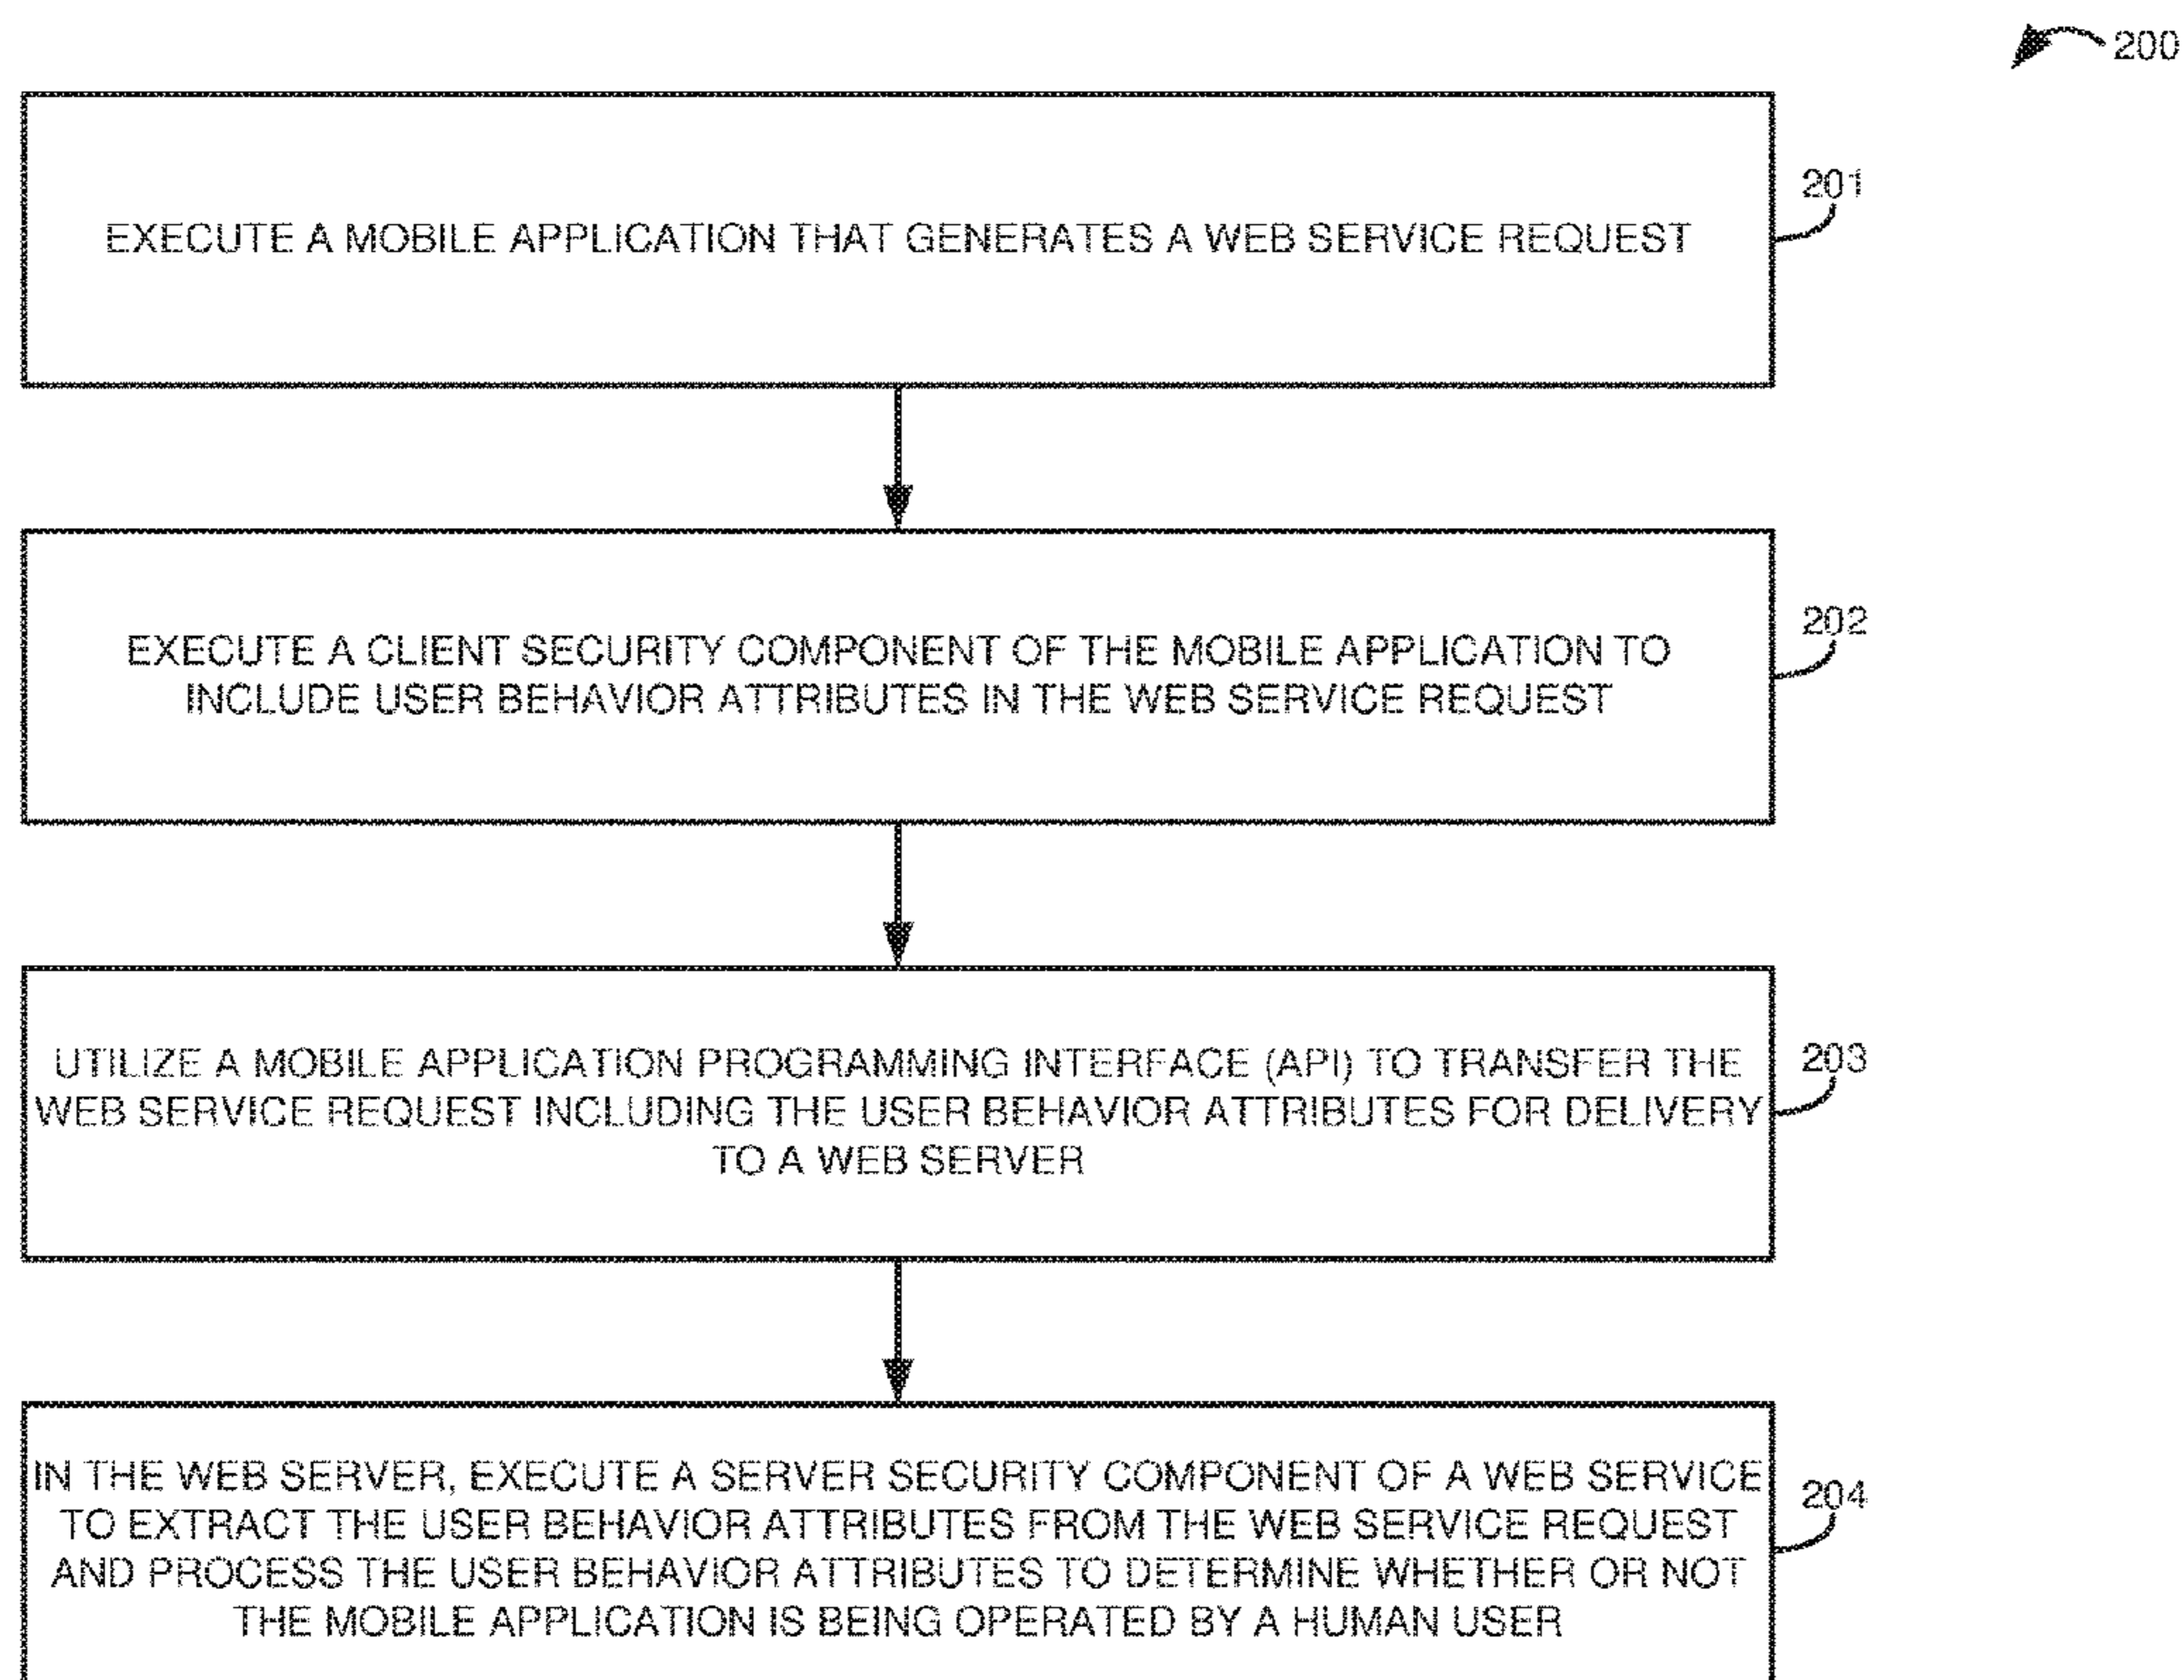 200
EXECUTE A MOBILE APPLICATION THAT GENERATES A WEB SERVICE REQUEST
201
EXECUTE A CLIENT SECURITY COMPONENT OF THE MOBILE APPLICATION TO
INCLUDE USER BEHAVIOR ATTRIBUTES IN THE WEB SERVICE REQUEST
202
UTILIZE A MOBILE APPLICATION PROGRAMMING INTERFACE (API) TO TRANSFER THE
WEB SERVICE REQUEST INCLUDING THE USER BEHAVIOR ATTRIBUTES FOR DELIVERY
TO A WEB SERVER
203
IN THE WEB SERVER, EXECUTE A SERVER SECURITY COMPONENT OF A WEB SERVICE
TO EXTRACT THE USER BEHAVIOR ATTRIBUTES FROM THE WEB SERVICE REQUEST
AND PROCESS THE USER BEHAVIOR ATTRIBUTES TO DETERMINE WHETHER OR NOT
THE MOBILE APPLICATION IS BEING OPERATED BY A HUMAN USER
204